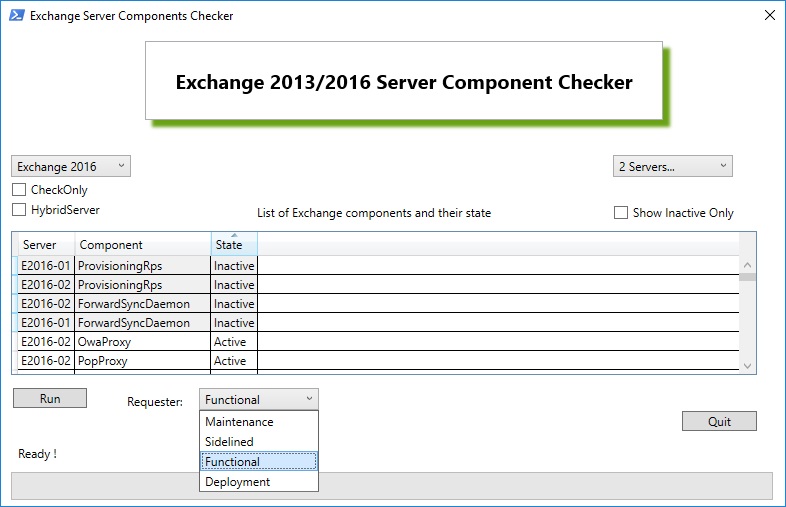 Exchange Server Components Checker
Exchange 2013/2016 Server Component Checker
Exchange 2016
2 Servers...
CheckOnly
HybridServer
List of Exchange components and their state
Show Inactive Only
Server Component State
E2016-01 ProvisioningRps Inactive
E2016-02 ProvisioningRps Inactive
E2016-02 ForwardSyncDaemon Inactive
E2016-01 ForwardSyncDaemon Inactive
E2016-02 OwaProxy Active
E2016-02 PopProxy Active
Run
Requester:
Functional
Maintenance
Sidelined
Functional
Deployment
Quit
Ready !